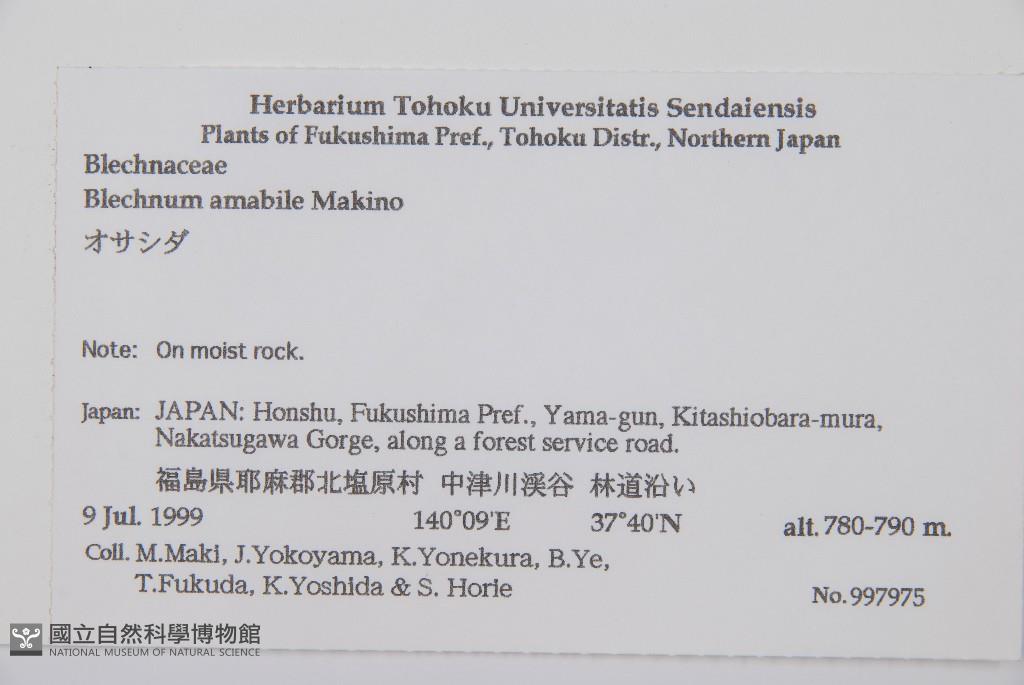 Herbarium Tohoku Universitatis Sendaiensis
Plants of Fukushima Pref., Tohoku Distr., Northern Japan
Blechnaceae
Blechnum amabile Makino
オサシダ
Note: On moist rock.
Japan: JAPAN: Honshu, Fukushima Pref., Yama-gun, Kitashiobara-mura,
Nakatsugawa Gorge, along a forest service road.
福島県耶麻郡北塩原村 中津川渓谷 林道沿い
9 Jul. 1999 140°09'E 37°40'N alt. 780-790 m.
Coll. M.Maki, J.Yokoyama, K.Yonekura, B.Ye,
T.Fukuda, K.Yoshida & S. Horie
No. 997975
國立自然科學博物館
NATIONAL MUSEUM OF NATURAL SCIENCE